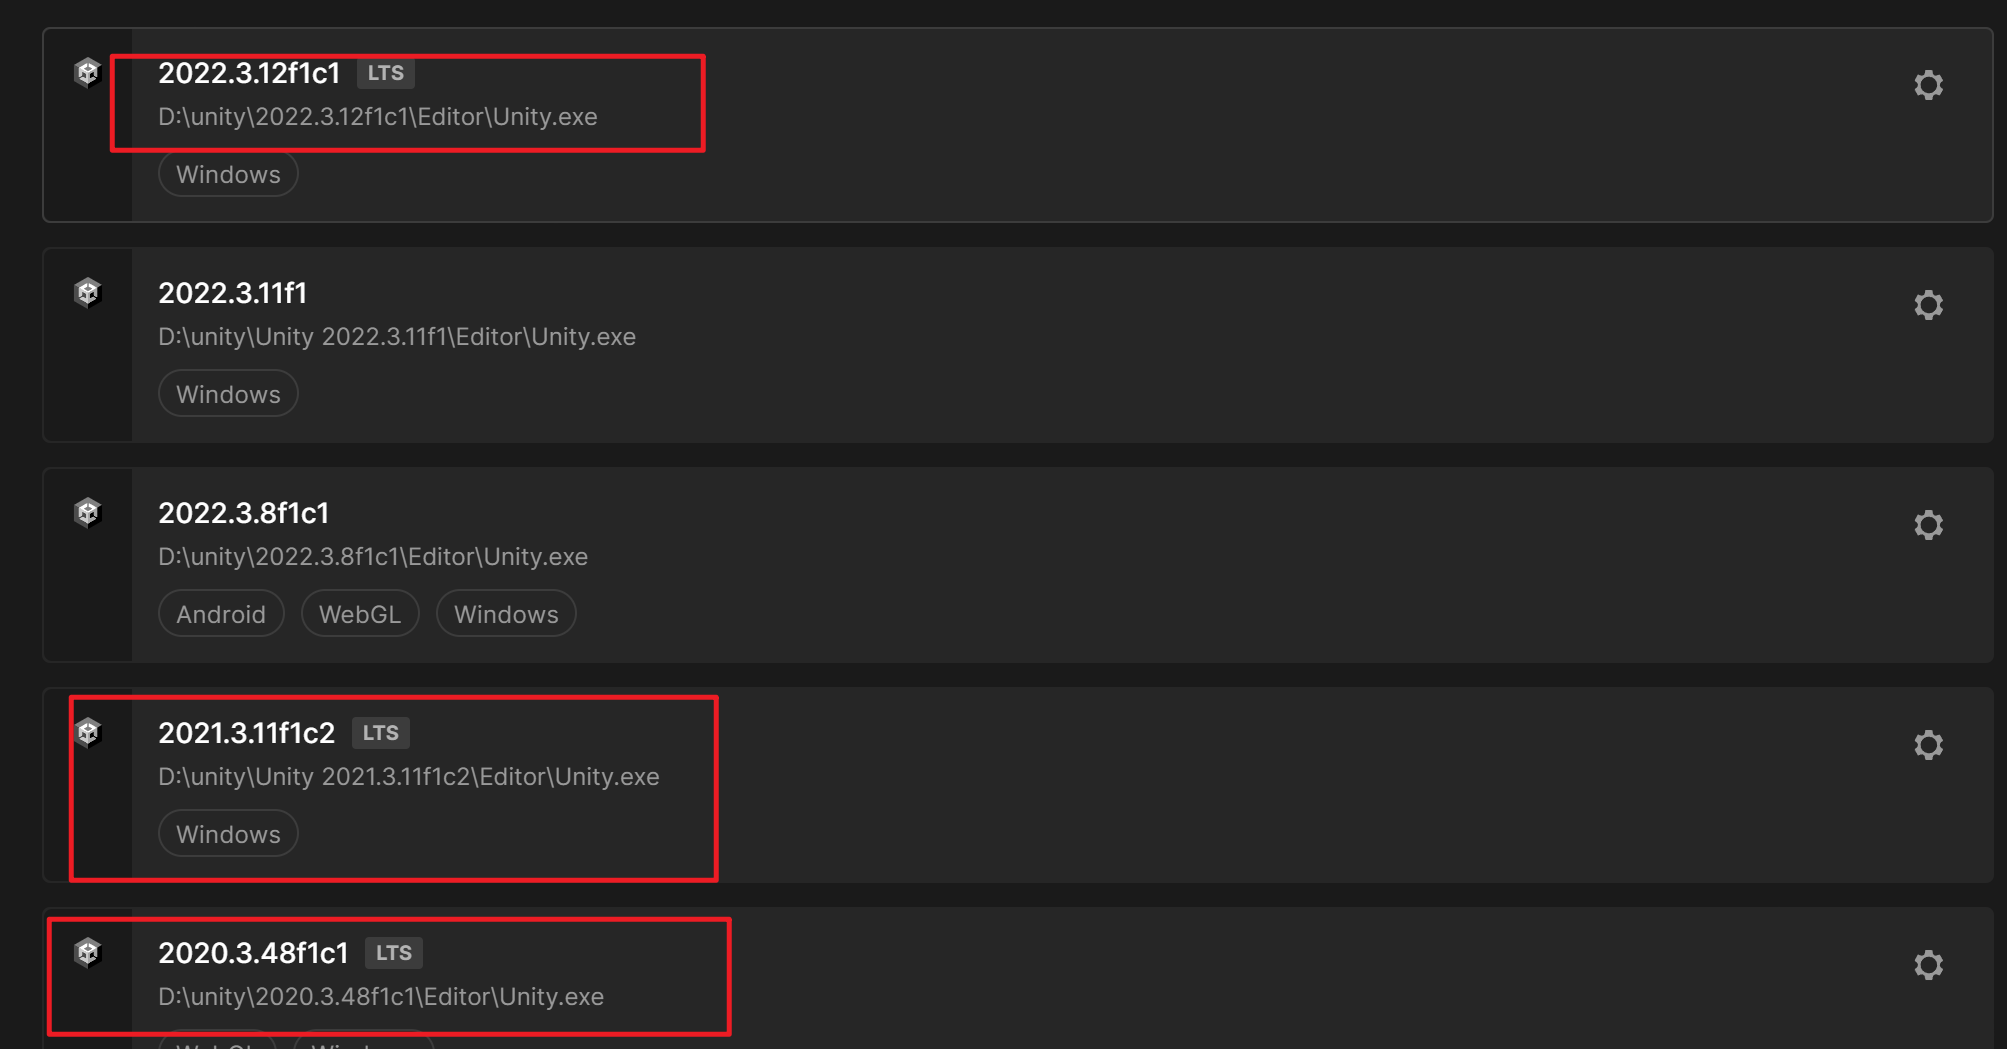 2022.3.12f1c1 LTS
D:\unity\2022.3.12f1c1\Editor\Unity.exe
Windows
2022.3.11f1
D:\unity\Unity 2022.3.11f1\Editor\Unity.exe
Windows
2022.3.8f1c1
D:\unity\2022.3.8f1c1\Editor\Unity.exe
Android WebGL Windows
2021.3.11f1c2 LTS
D:\unity\Unity 2021.3.11f1c2\Editor\Unity.exe
Windows
2020.3.48f1c1 LTS
D:\unity\2020.3.48f1c1\Editor\Unity.exe
WebGL Windows